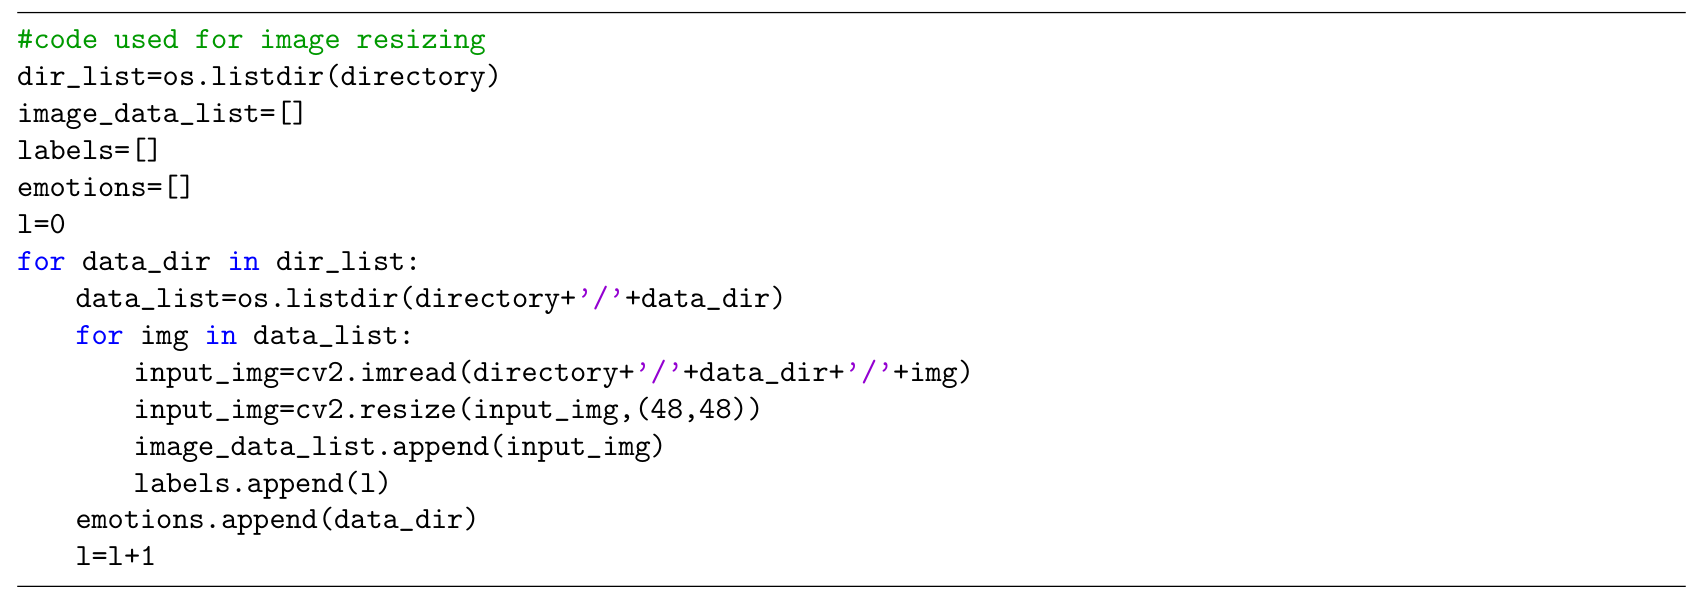 #code used for image resizing
dir_list=os.listdir(directory)
image_data_list=[]
labels=[]
emotions=[]
l=0
for data_dir in dir_list:
    data_list=os.listdir(directory+’/’+data_dir)
    for img in data_list:
        input_img=cv2.imread(directory+’/’+data_dir+’/’+img)
        input_img=cv2.resize(input_img,(48,48))
        image_data_list.append(input_img)
        labels.append(l)
    emotions.append(data_dir)
    l=l+1